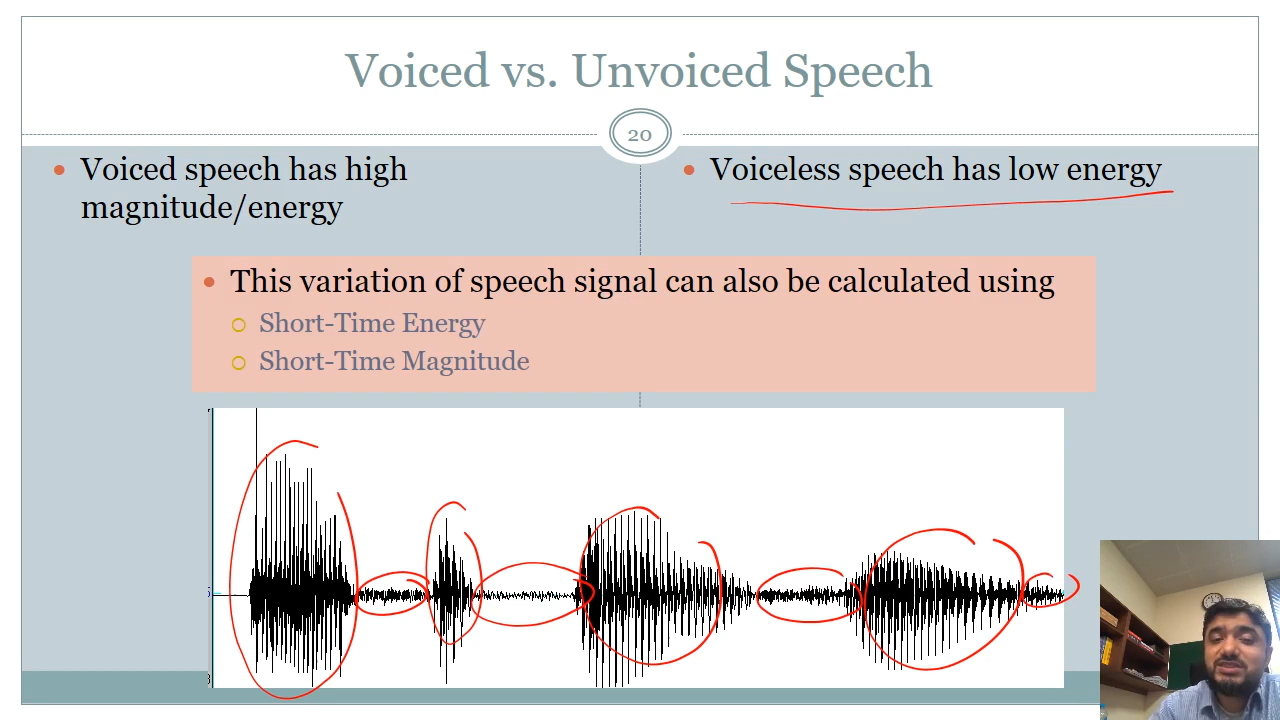 Voiced vs. Unvoiced Speech
20
Voiced speech has high
magnitude/energy
Voiceless speech has low energy
This variation of speech signal can also be calculated using
Short-Time Energy
Short-Time Magnitude